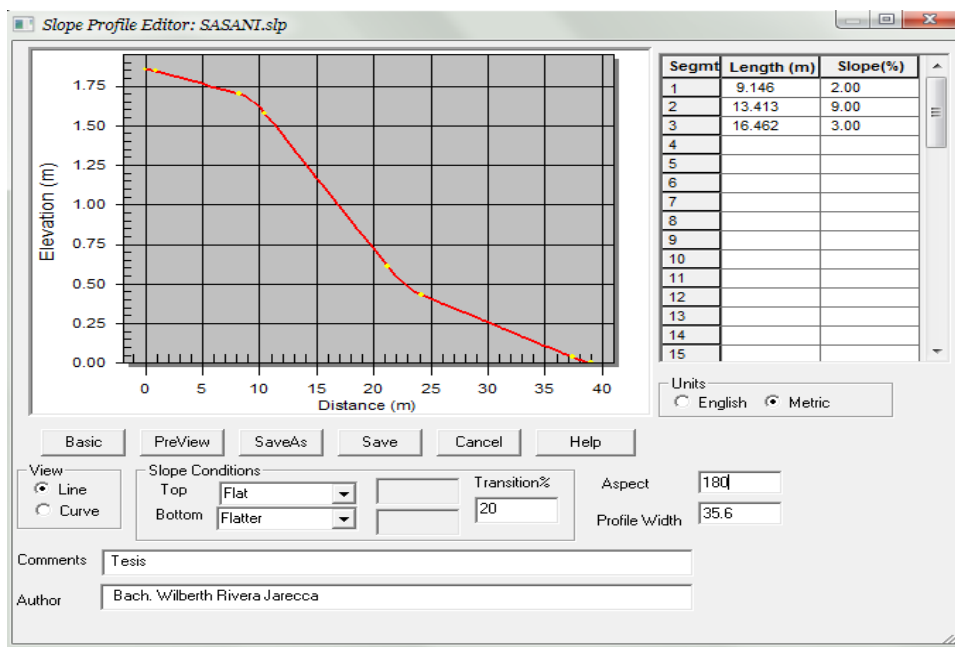 Slope Profile Editor: SASANI.slp
Elevation (m)
1.75
1.50
1.25
1.00
0.75
0.50
0.25
0.00
0 5 10 15 20 25 30 35 40
Distance (m)
Segmt Length (m) Slope(%)
1 9.146 2.00
2 13.413 9.00
3 16.462 3.00
4
5
6
7
8
9
10
11
12
13
14
15
Units
English Metric
Basic PreView SaveAs Save Cancel Help
View
Line
Curve
Slope Conditions
Top Flat
Bottom Flatter
Transition%
20
Aspect 180
Profile Width 35.6
Comments Tesis
Author Bach. Wilberth Rivera Jarecca